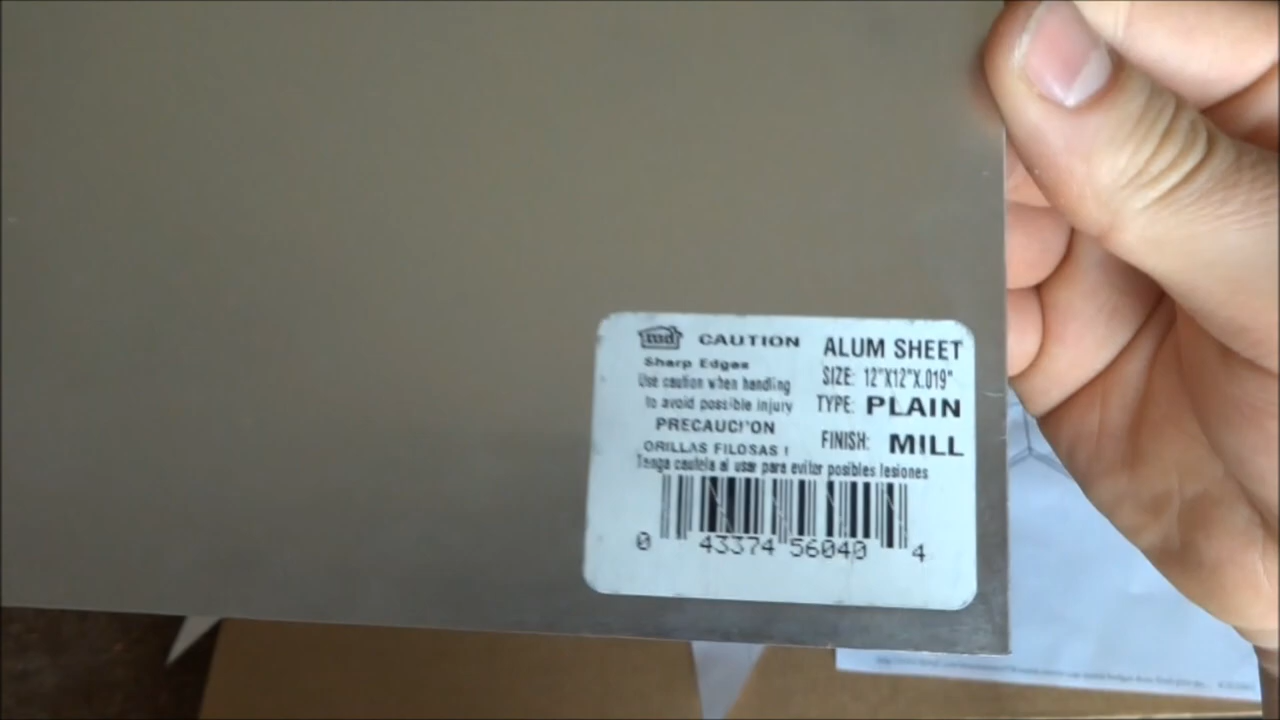 md CAUTION
Sharp Edges
Use caution when handling
to avoid possible injury
PRECAUCI'ON
ORILLAS FILOSAS !
Tenga cautela al usar para evitar posibles lesiones
ALUM SHEET
SIZE: 12"X12"X.019"
TYPE: PLAIN
FINISH: MILL
0 43374 56040 4